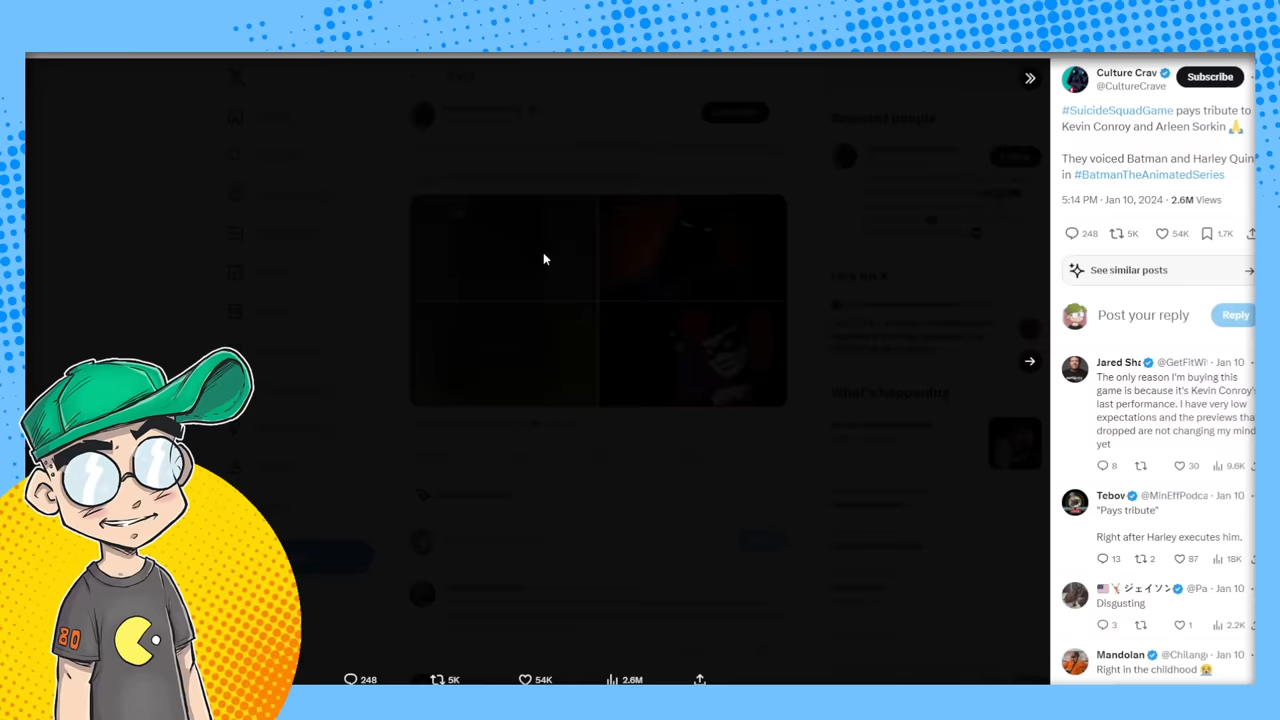 Culture Crav
Subscribe
@CultureCrave
#SuicideSquadGame pays tribute to
Kevin Conroy and Arleen Sorkin 🙏
They voiced Batman and Harley Quin
in #BatmanTheAnimatedSeries
5:14 PM · Jan 10, 2024 · 2.6M Views
248 5K 54K 1.7K
See similar posts
Post your reply
Reply
Jared Sha @GetFitWi · Jan 10
The only reason I'm buying this
game is because it's Kevin Conroy's
last performance. I have very low
expectations and the previews tha
dropped are not changing my mind
yet
8 30 9.6K
Tebov @MinEffPodca · Jan 10
"Pays tribute"
Right after Harley executes him.
13 2 87 18K
🇺🇸 ジェイソン @Pa · Jan 10
Disgusting
3 1 2.2K
Mandolan @Chilang · Jan 10
Right in the childhood 😭
248 5K 54K 2.6M
What's happening
80